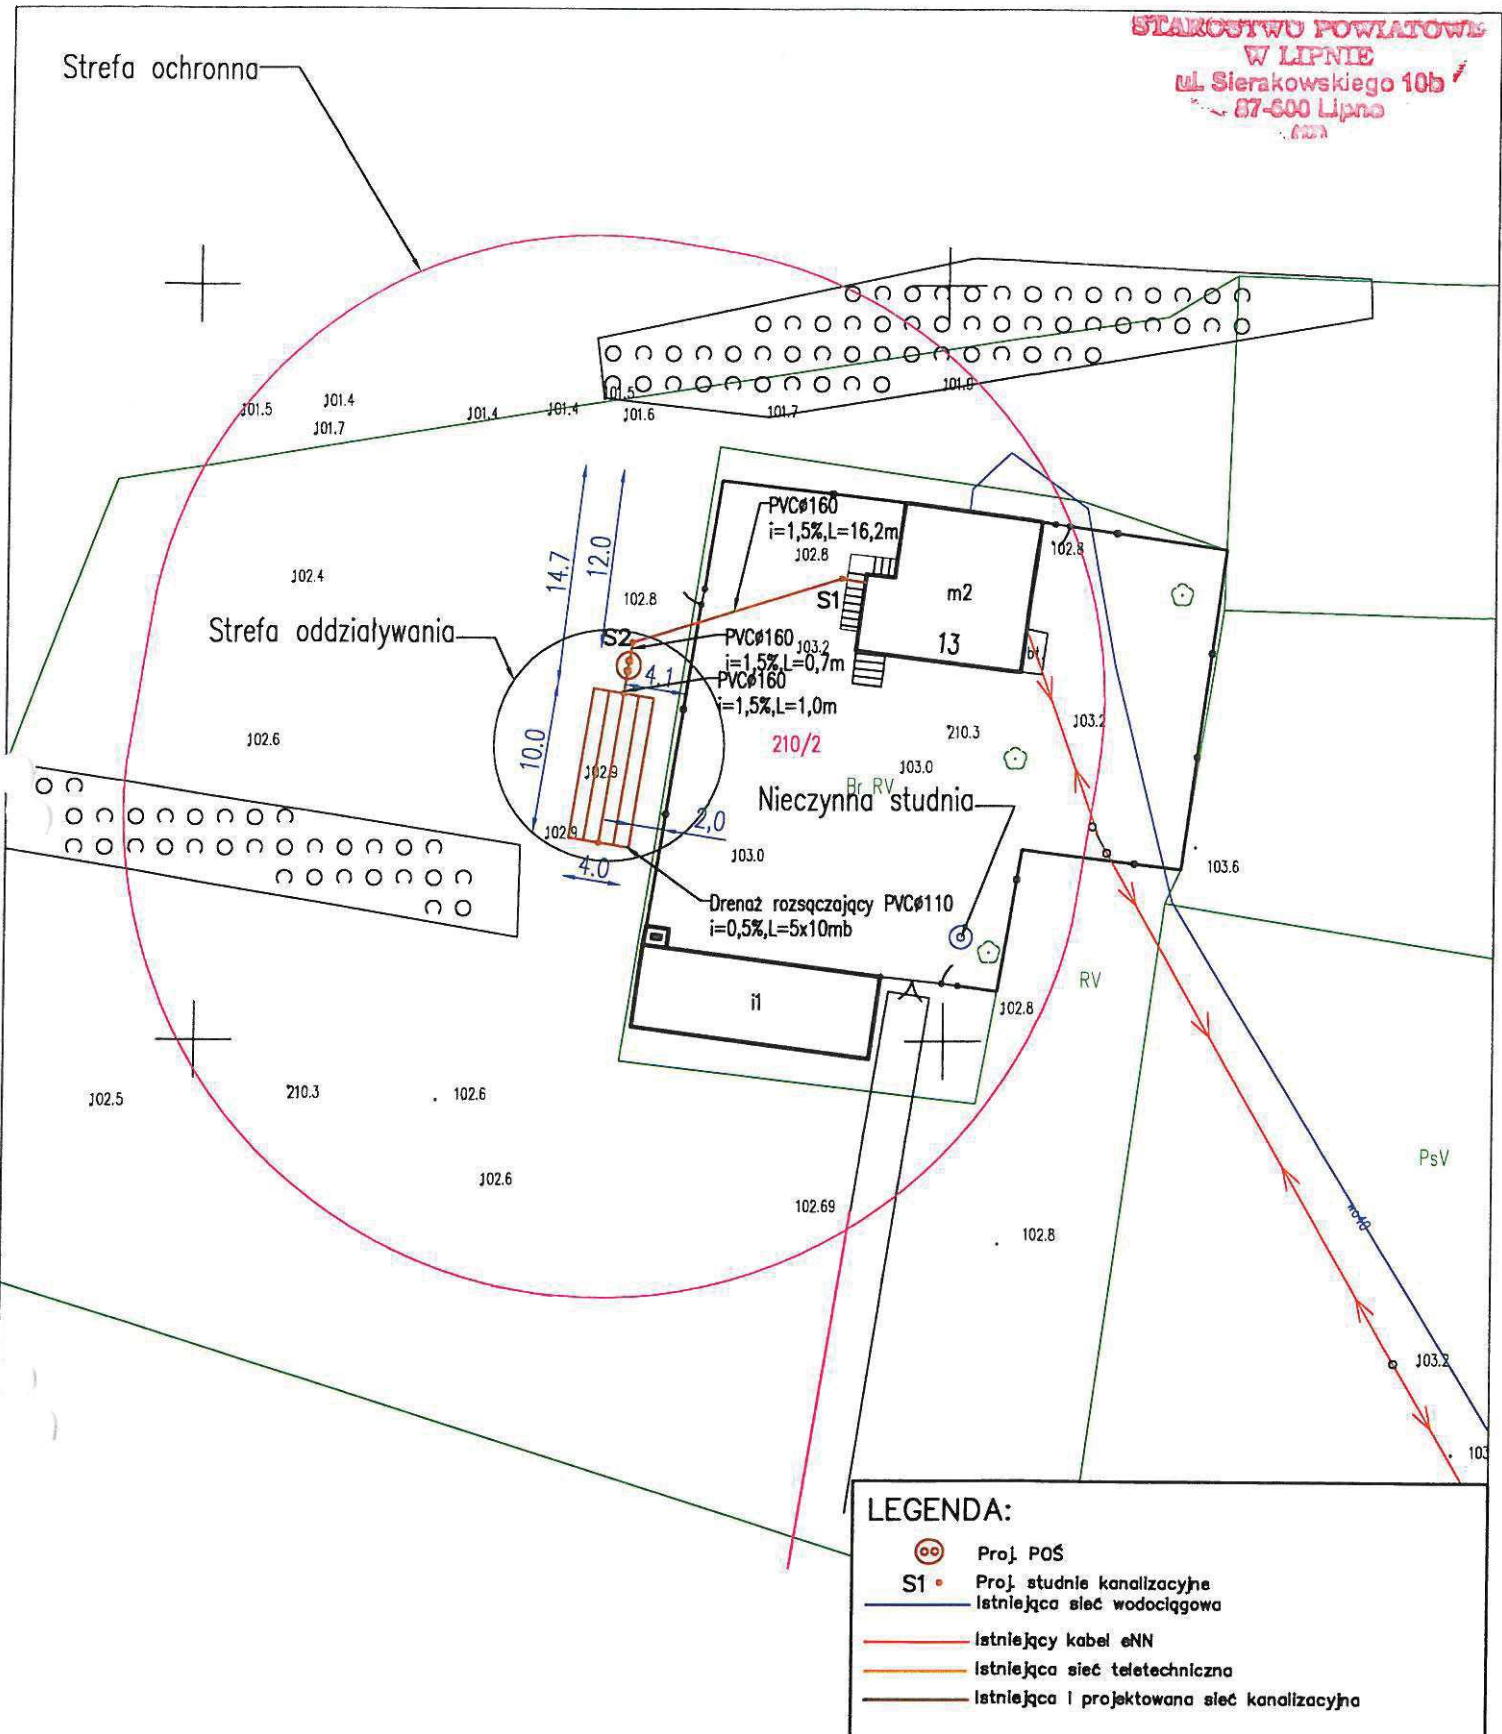 STAROSTWO POWIATOWE
W LIPNIE
ul. Sierakowskiego 10b
87-600 Lipno
Strefa ochronna
101.5
101.4
101.7
101.4
101.4
101.5
101.6
101.7
101.9
PVCø160
i=1,5%,L=16,2m
102.8
102.8
14.7
12.0
102.4
102.8
S1
m2
13
bt
Strefa oddziaływania
S2
PVCø160
103.2
i=1,5%,L=0,7m
4.1
PVCø160
i=1,5%,L=1,0m
103.2
102.6
10.0
210/2
210.3
102.9
103.0
Br RV
Nieczynna studnia
102.9
2,0
103.0
103.6
4.0
Drenaż rozsączający PVCø110
i=0,5%,L=5x10mb
RV
i1
102.8
102.5
210.3
102.6
PsV
102.6
102.69
102.8
wo40
103.2
103
LEGENDA:
Proj. POŚ
S1
Proj. studnie kanalizacyjne
Istniejąca sieć wodociągowa
Istniejący kabel eNN
Istniejąca sieć teletechniczna
Istniejąca i projektowana sieć kanalizacyjna